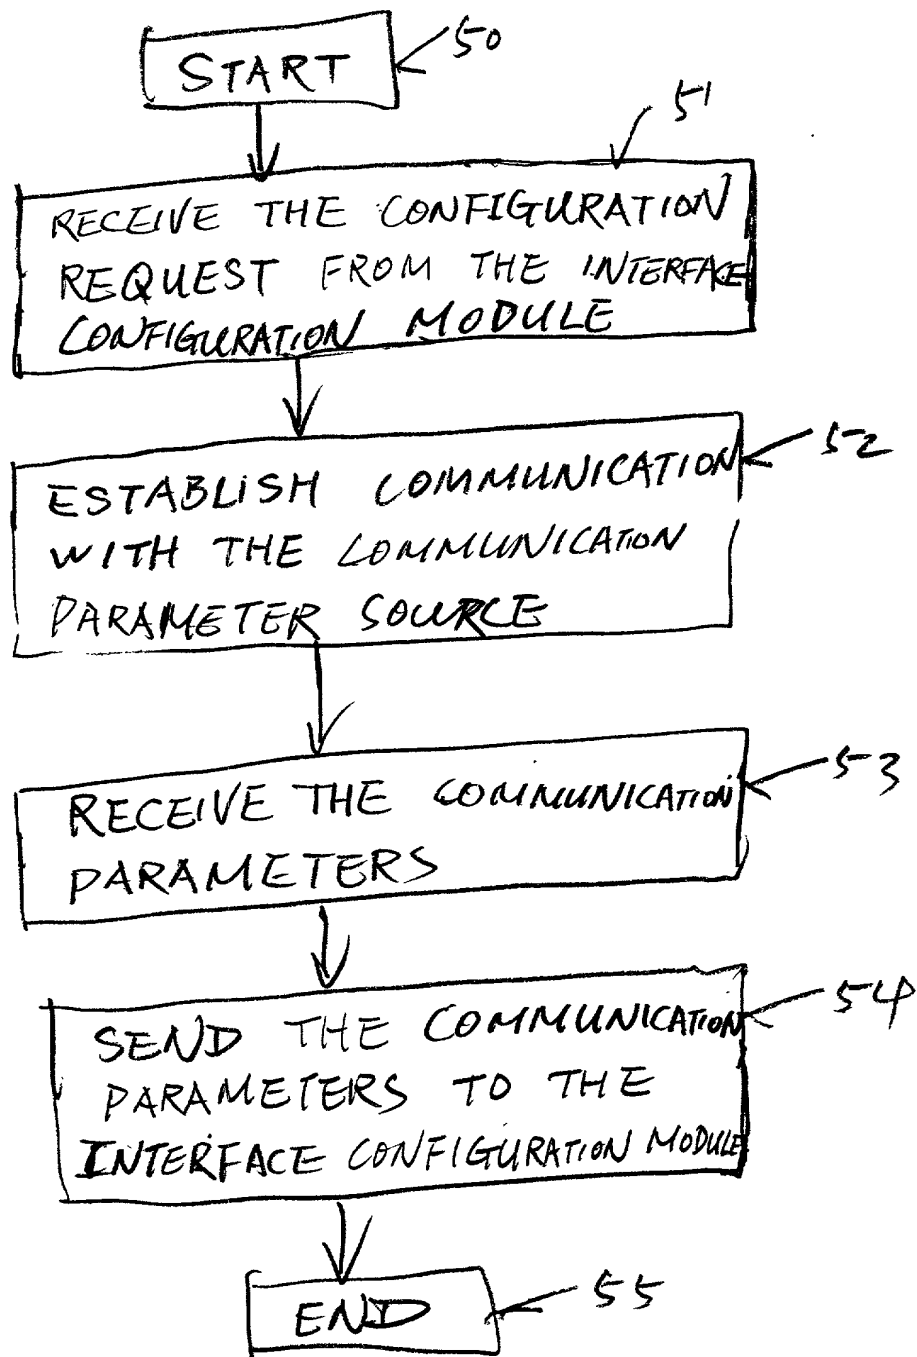 START
50
51
RECEIVE THE CONFIGURATION
REQUEST FROM THE INTERFACE
CONFIGURATION MODULE
52
ESTABLISH COMMUNICATION
WITH THE COMMUNICATION
PARAMETER SOURCE
53
RECEIVE THE COMMUNICATION
PARAMETERS
54
SEND THE COMMUNICATION
PARAMETERS TO THE
INTERFACE CONFIGURATION MODULE
END
55